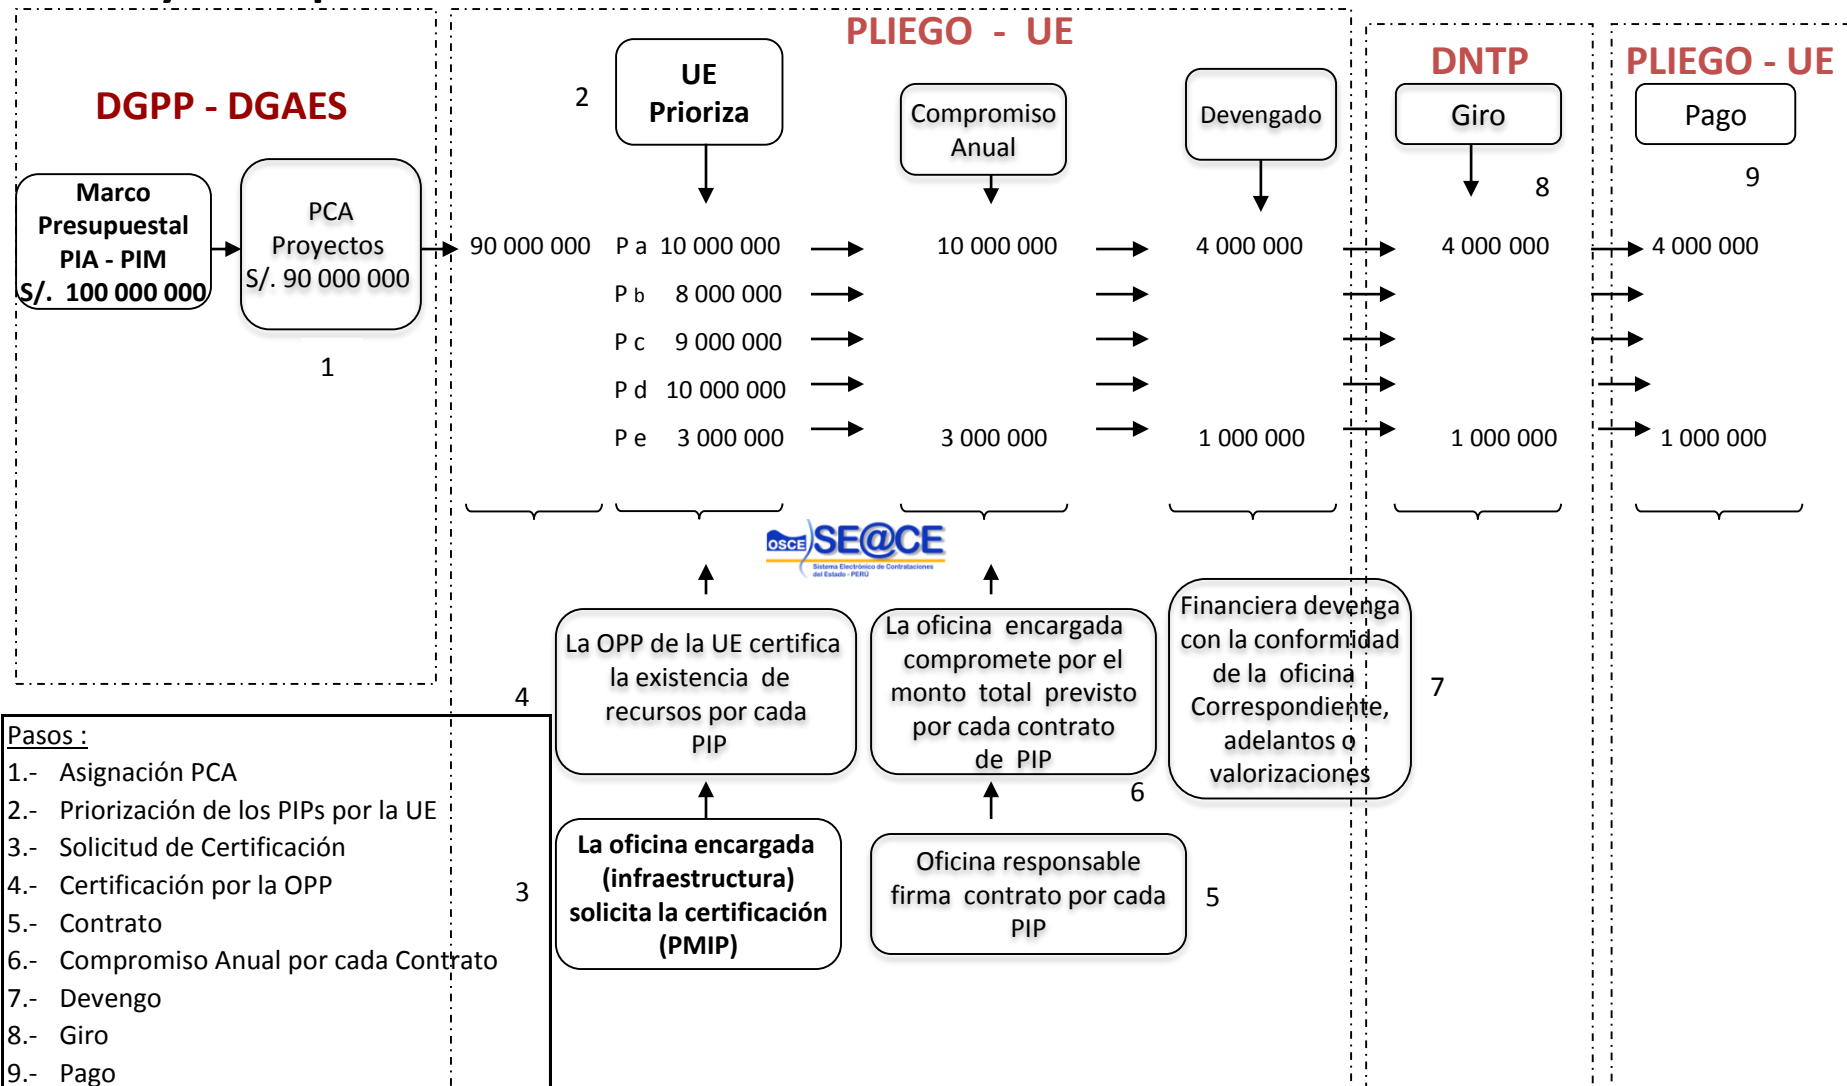 PLIEGO - UE
DNTP
PLIEGO - UE
DGPP - DGAES
2
UE
Prioriza
Compromiso
Anual
Devengado
Giro
Pago
8
9
Marco
Presupuestal
PIA - PIM
S/. 100 000 000
PCA
Proyectos
S/. 90 000 000
1
90 000 000 P a 10 000 000 10 000 000 4 000 000 4 000 000 4 000 000
P b 8 000 000
P c 9 000 000
P d 10 000 000
P e 3 000 000 3 000 000 1 000 000 1 000 000 1 000 000
OSCE SE@CE
Sistema Electrónico de Contrataciones
del Estado - PERÚ
La OPP de la UE certifica
la existencia de
recursos por cada
PIP
4
La oficina encargada
compromete por el
monto total previsto
por cada contrato
de PIP
6
Financiera devenga
con la conformidad
de la oficina
Correspondiente,
adelantos o
valorizaciones
7
La oficina encargada
(infraestructura)
solicita la certificación
(PMIP)
3
Oficina responsable
firma contrato por cada
PIP
5
Pasos :
1.- Asignación PCA
2.- Priorización de los PIPs por la UE
3.- Solicitud de Certificación
4.- Certificación por la OPP
5.- Contrato
6.- Compromiso Anual por cada Contrato
7.- Devengo
8.- Giro
9.- Pago